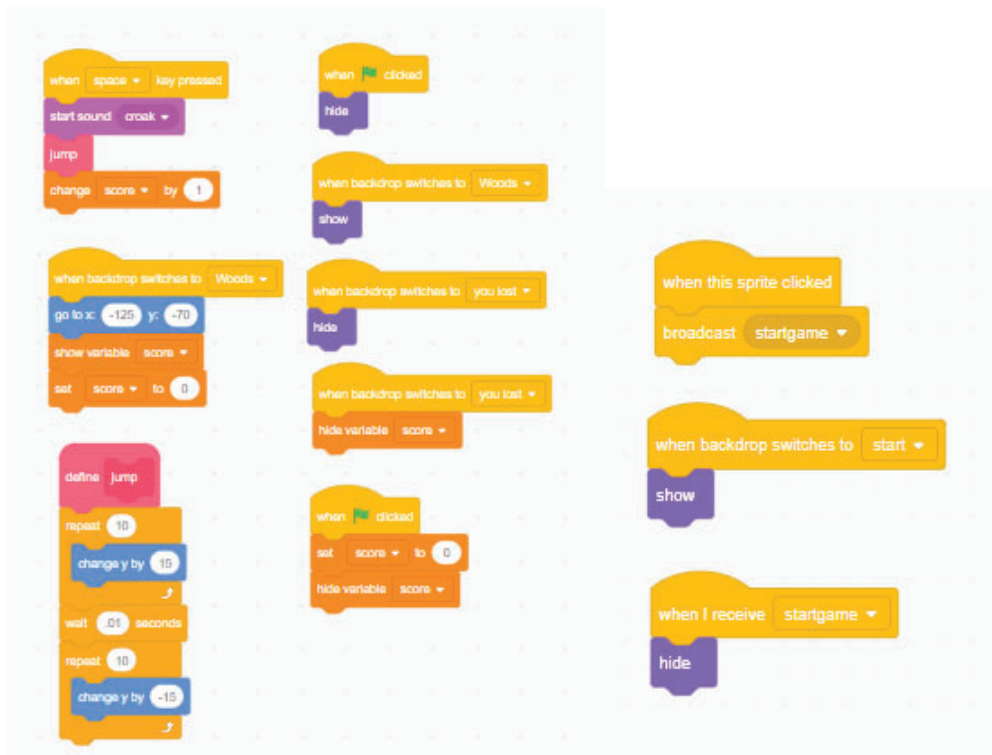 when space key pressed
start sound croak
jump
change score by 1
when backdrop switches to Woods
go to x: -125 y: -70
show variable score
set score to 0
define jump
repeat 10
change y by 15
wait .01 seconds
repeat 10
change y by -15
when clicked
hide
when backdrop switches to Woods
show
when backdrop switches to you lost
hide
when backdrop switches to you lost
hide variable score
when clicked
set score to 0
hide variable score
when this sprite clicked
broadcast startgame
when backdrop switches to start
show
when I receive startgame
hide